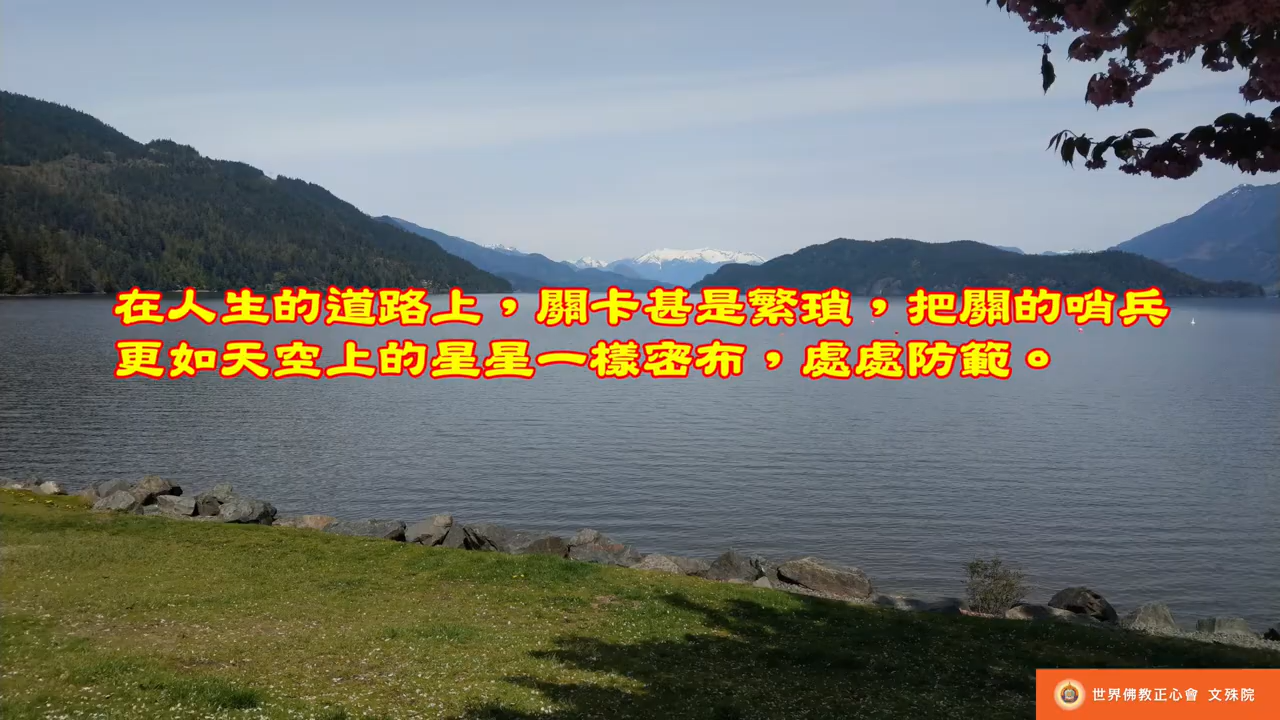 在人生的道路上，關卡甚是繁瑣，把關的哨兵
更如天空上的星星一樣密布，處處防範。
世界佛教正心會 文殊院